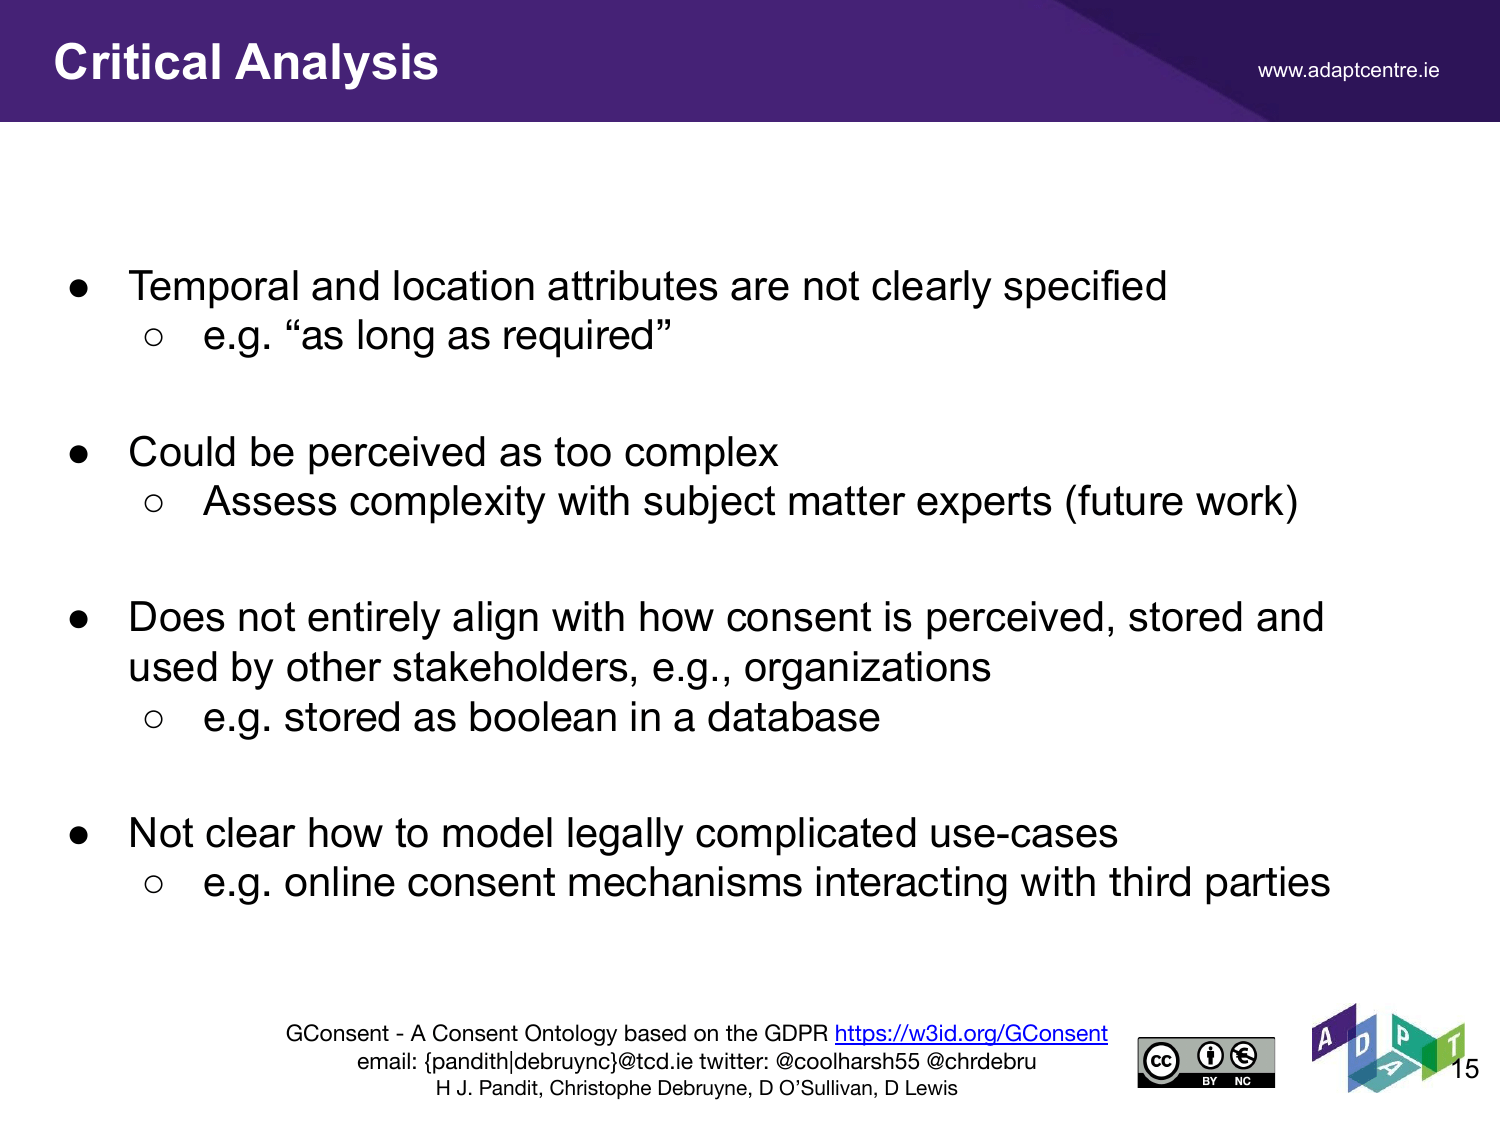 Critical Analysis
www.adaptcentre.ie
● Temporal and location attributes are not clearly specified
○ e.g. “as long as required”
● Could be perceived as too complex
○ Assess complexity with subject matter experts (future work)
● Does not entirely align with how consent is perceived, stored and
used by other stakeholders, e.g., organizations
○ e.g. stored as boolean in a database
● Not clear how to model legally complicated use-cases
○ e.g. online consent mechanisms interacting with third parties
GConsent - A Consent Ontology based on the GDPR https://w3id.org/GConsent
email: {pandith|debruync}@tcd.ie twitter: @coolharsh55 @chrdebru
H J. Pandit, Christophe Debruyne, D O’Sullivan, D Lewis
cc BY NC
ADAPT
15